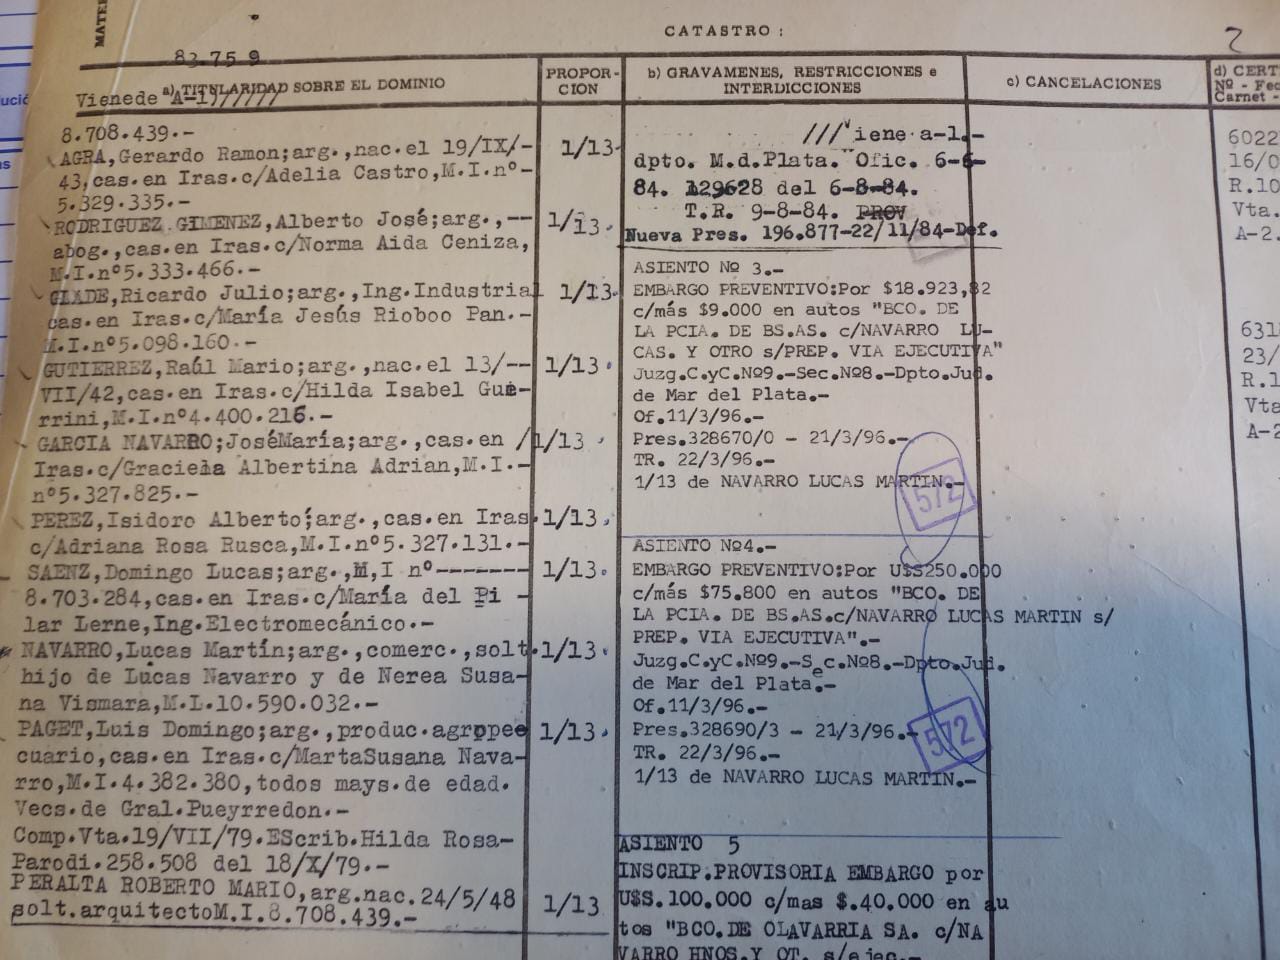 MATE
CATASTRO :
2
83.75 9
a) TITULARIDAD SOBRE EL DOMINIO
Vienede A-1)//////
PROPOR-
CION
b) GRAVAMENES, RESTRICCIONES e
INTERDICCIONES
c) CANCELACIONES
d) CERT
Nº - Fec
Carnet -
8.708.439.-
AGRA,Gerardo Ramon;arg.,nac.el 19/IX/-
1/13-
43,cas.en Iras.c/Adelia Castro,M.I.nº-
5.329.335.-
RODRIGUEZ GIMENEZ,Alberto José;arg.,--
1/13.
abog.,cas.en Iras.c/Norma Aida Ceniza,
M.I.nº5.333.466.-
GIADE,Ricardo Julio;arg.,Ing.Industrial
1/13.
cas.en Iras.c/María Jesús Rioboo Pan.-
M.I.nº5.098.160.-
GUTIERREZ,Raúl Mario;arg.,nac.el 13/--
1/13.
VII/42,cas.en Iras.c/Hilda Isabel Gue-
rrini,M.I.nº4.400.216.-
GARCIA NAVARRO;JoséMaría;arg.,cas.en /
1/13 .
Iras.c/Graciela Albertina Adrian,M.I.-
nº5.327.825.-
PEREZ,Isidoro Alberto;arg.,cas.en Iras.
1/13.
c/Adriana Rosa Rusca,M.I.nº5.327.131.-
SAENZ,Domingo Lucas;arg.,M,I nº-------
1/13.
8.703.284,cas.en Iras.c/María del Pi -
lar Lerne,Ing.Electromecánico.-
NAVARRO,Lucas Martín;arg.,comerc.,solt.
1/13.
hijo de Lucas Navarro y de Nerea Susa-
na Vismara,M.L.10.590.032.-
PAGET,Luis Domingo;arg.,produc.agroppee
1/13.
cuario,cas.en Iras.c/MartaSusana Nava-
rro,M.I.4.382.380,todos mays.de edad.
Vecs.de Gral.Pueyrredon.-
Comp.Vta.19/VII/79.EScrib.Hilda Rosa-
Parodi.258.508 del 18/X/79.-
PERALTA ROBERTO MARIO,arg.nac.24/5/48
1/13
solt.arquitectoM.I.8.708.439.-
///Viene a-1.-
dpto. M.d.Plata. Ofic. 6-6-
84. 129628 del 6-8-84.
T.R. 9-8-84. PROV
Nueva Pres. 196.877-22/11/84-Def.
ASIENTO Nº 3.-
EMBARGO PREVENTIVO:Por $18.923,82
c/más $9.000 en autos "BCO. DE
LA PCIA. DE BS.AS. c/NAVARRO LU-
CAS. Y OTRO s/PREP. VIA EJECUTIVA"
Juzg.C.yC.Nº9.-Sec.Nº8.-Dpto.Jud.
de Mar del Plata.
Of.11/3/96.-
Pres.328670/0 - 21/3/96.-
TR. 22/3/96.-
1/13 de NAVARRO LUCAS MARTIN.-
572
ASIENTO Nº4.-
EMBARGO PREVENTIVO:Por U$S250.000
c/más $75.800 en autos "BCO. DE
LA PCIA. DE BS.AS.c/NAVARRO LUCAS MARTIN s/
PREP. VIA EJECUTIVA".-
Juzg.C.yC.Nº9.-Sec.Nº8.-Dpto.Jud.
de Mar del Plata.-
Of.11/3/96.-
Pres.328690/3 - 21/3/96.-
572
TR. 22/3/96.-
1/13 de NAVARRO LUCAS MARTIN.-
ASIENTO 5
INSCRIP.PROVISORIA EMBARGO por
U$S.100.000 c/mas $.40.000 en au
tos "BCO.DE OLAVARRIA SA. c/NA
VARRO HNOS.Y OT. s/ejec.-
6022
16/0
R.10
Vta.
A-2.
631
23/
R.1
Vta
A-2